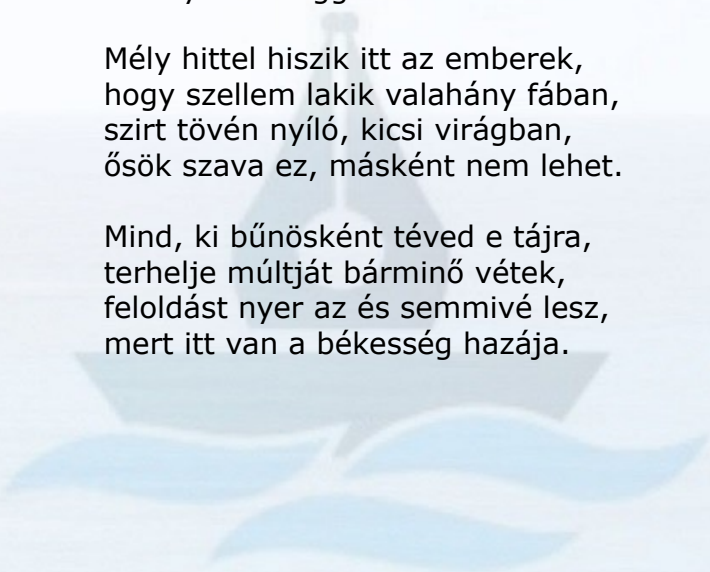 Mély hittel hiszik itt az emberek,
hogy szellem lakik valahány fában,
szirt tövén nyíló, kicsi virágban,
ősök szava ez, másként nem lehet.
Mind, ki bűnösként téved e tájra,
terhelje múltját bárminő vétek,
feloldást nyer az és semmivé lesz,
mert itt van a békesség hazája.